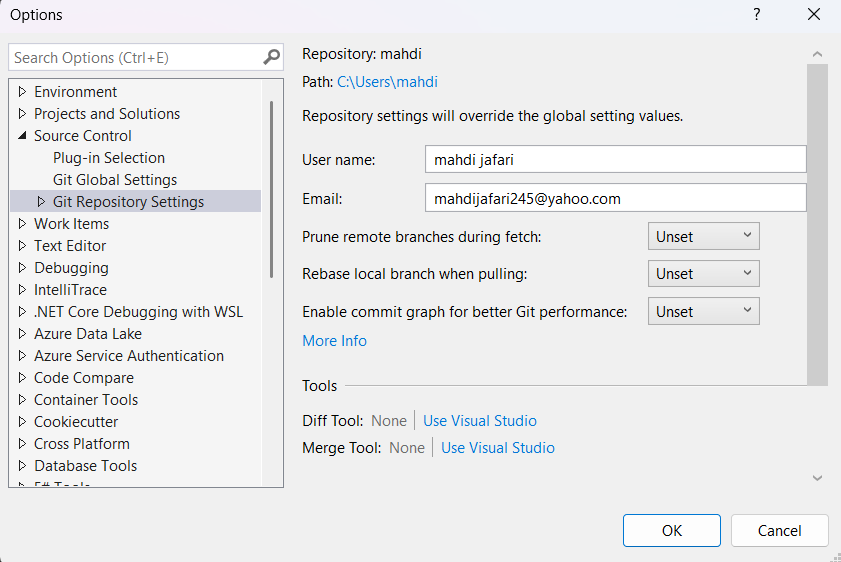 Options
?
Search Options (Ctrl+E)
Environment
Projects and Solutions
Source Control
Plug-in Selection
Git Global Settings
Git Repository Settings
Work Items
Text Editor
Debugging
IntelliTrace
.NET Core Debugging with WSL
Azure Data Lake
Azure Service Authentication
Code Compare
Container Tools
Cookiecutter
Cross Platform
Database Tools
F# Tools
Repository: mahdi
Path: C:\Users\mahdi
Repository settings will override the global setting values.
User name: mahdi jafari
Email: mahdijafari245@yahoo.com
Prune remote branches during fetch: Unset
Rebase local branch when pulling: Unset
Enable commit graph for better Git performance: Unset
More Info
Tools
Diff Tool: None Use Visual Studio
Merge Tool: None Use Visual Studio
OK Cancel